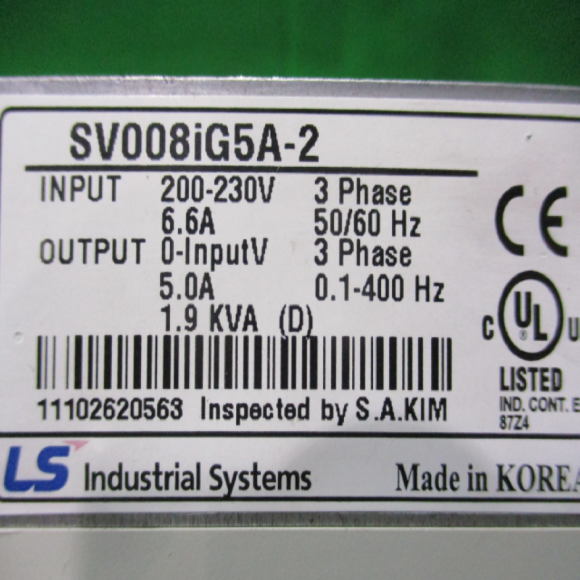 SV008iG5A-2
INPUT 200-230V 3 Phase
6.6A 50/60 Hz
OUTPUT 0-InputV 3 Phase
5.0A 0.1-400 Hz
1.9 KVA (D)
CE
C UL U
®
LISTED
IND. CONT. E
87Z4
11102620563 Inspected by S.A.KIM
LS Industrial Systems Made in KOREA